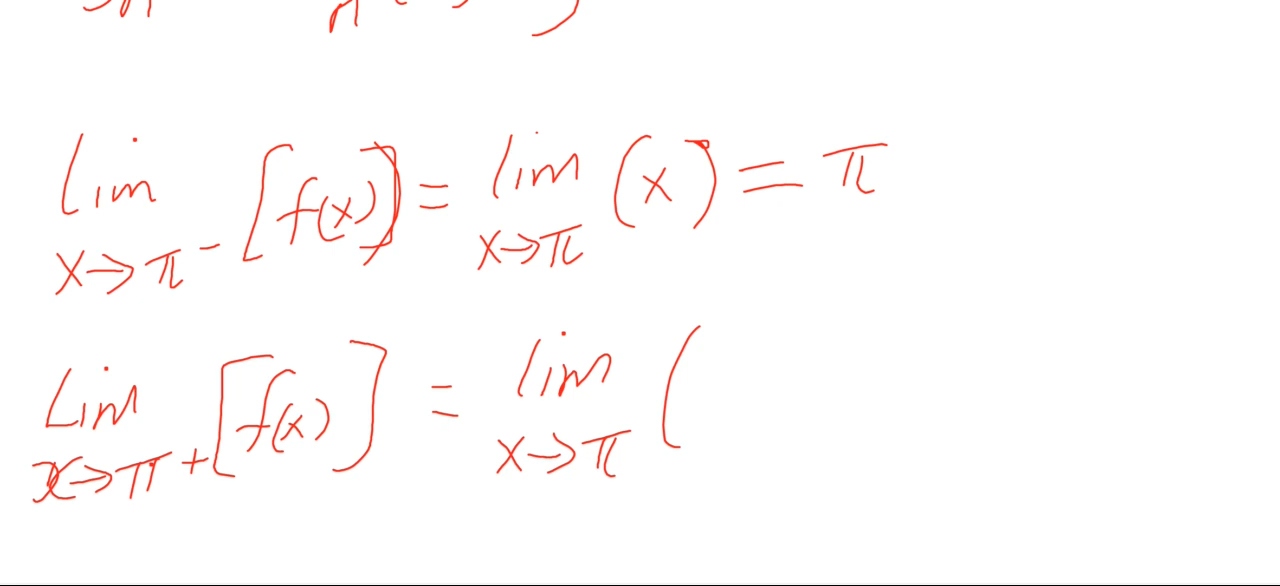 lim x→π⁻ [f(x)] = lim x→π (x) = π
Lim x→π⁺ [f(x)] = lim x→π (